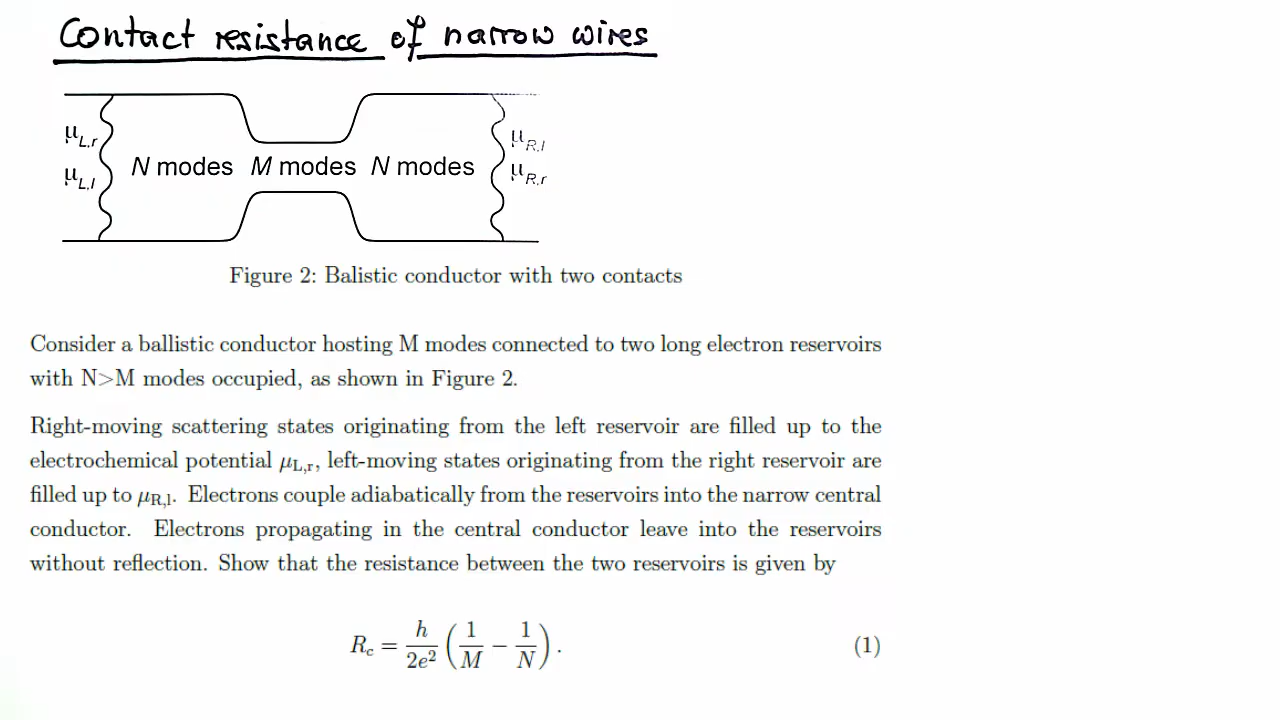 Contact resistance of narrow wires
μL,r
μR,l
N modes M modes N modes
μL,l
μR,r
Figure 2: Balistic conductor with two contacts
Consider a ballistic conductor hosting M modes connected to two long electron reservoirs
with N>M modes occupied, as shown in Figure 2.
Right-moving scattering states originating from the left reservoir are filled up to the
electrochemical potential μL,r, left-moving states originating from the right reservoir are
filled up to μR,l. Electrons couple adiabatically from the reservoirs into the narrow central
conductor. Electrons propagating in the central conductor leave into the reservoirs
without reflection. Show that the resistance between the two reservoirs is given by
Rc = h/2e² (1/M − 1/N). (1)